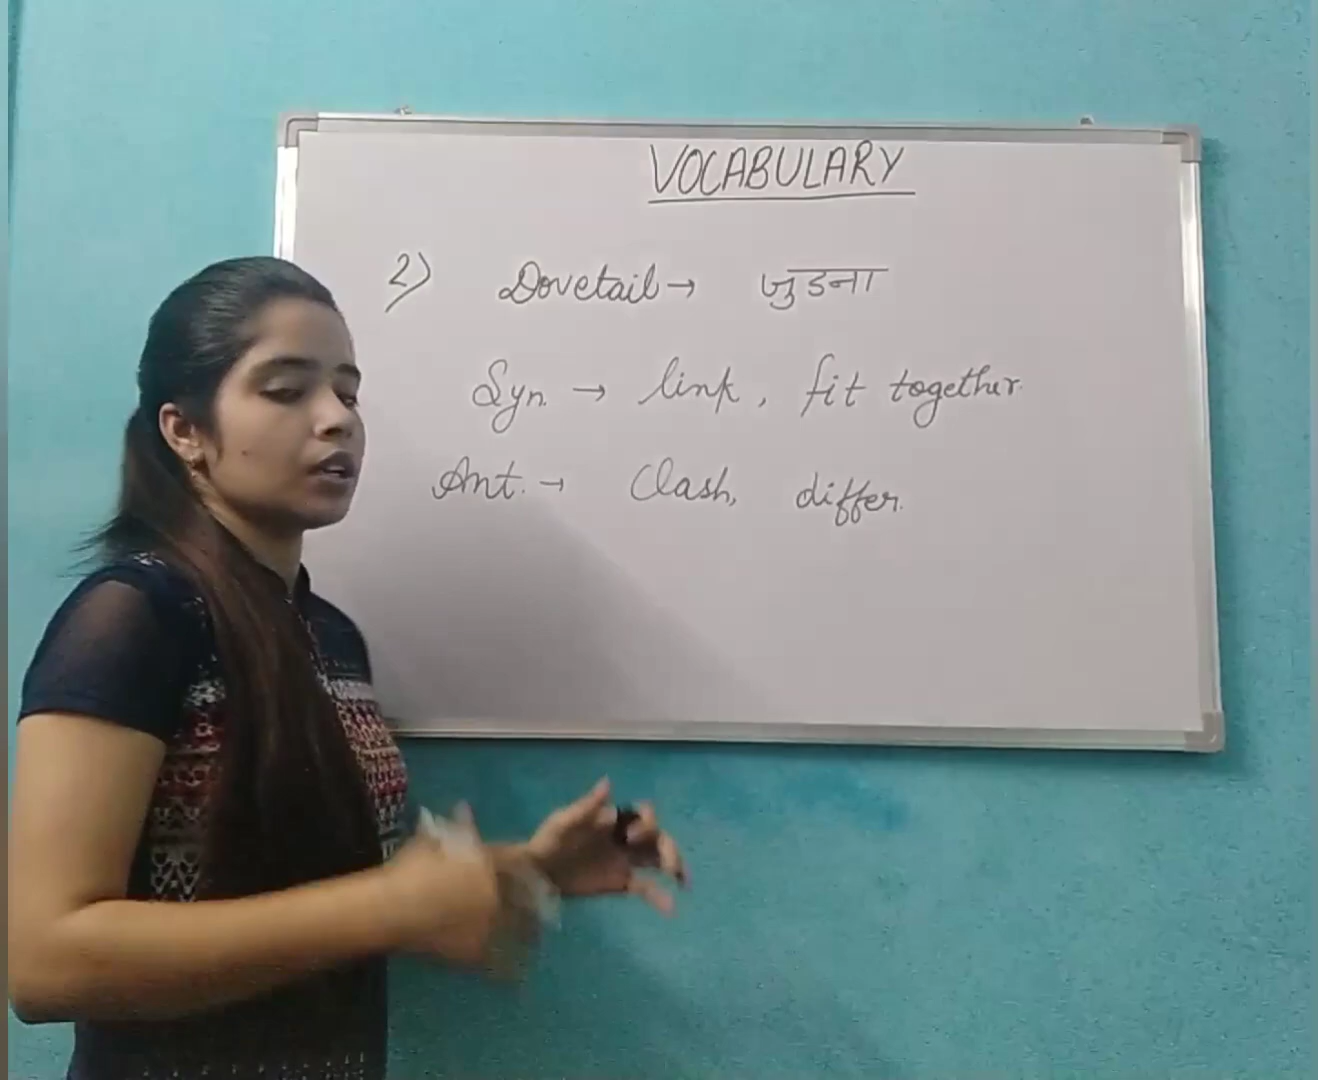 VOCABULARY
2) Dovetail → जुडना
Syn. → link, fit together.
Ant. → Clash, differ.